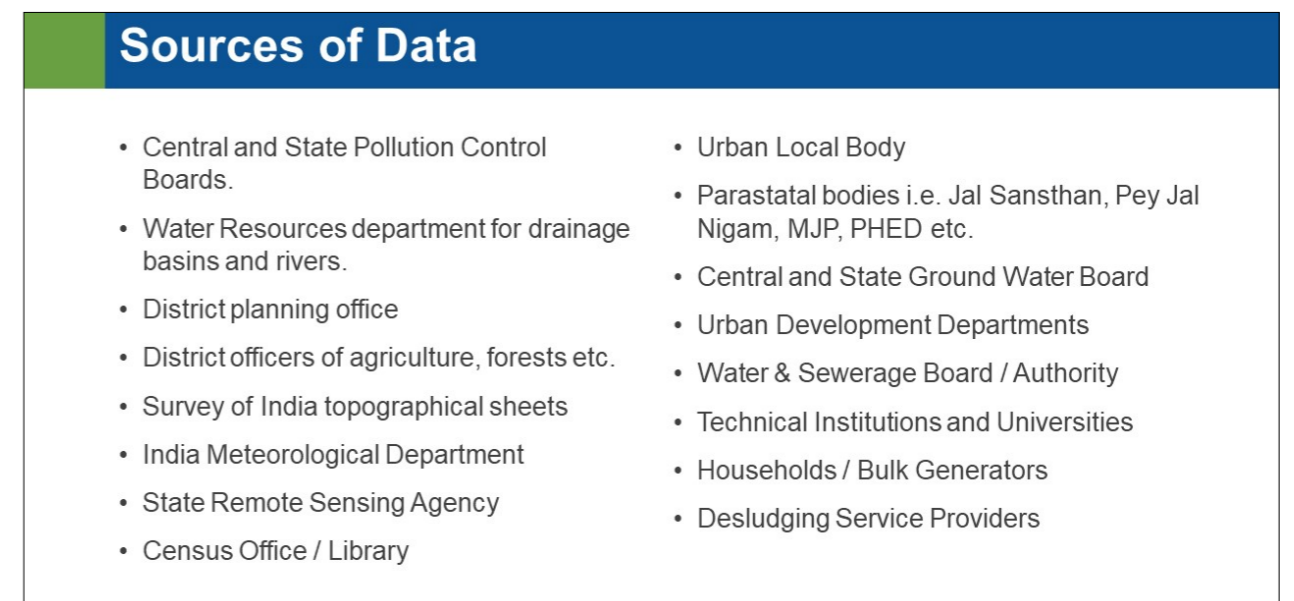 Sources of Data
• Central and State Pollution Control
Boards.
• Water Resources department for drainage
basins and rivers.
• District planning office
• District officers of agriculture, forests etc.
• Survey of India topographical sheets
• India Meteorological Department
• State Remote Sensing Agency
• Census Office / Library
• Urban Local Body
• Parastatal bodies i.e. Jal Sansthan, Pey Jal
Nigam, MJP, PHED etc.
• Central and State Ground Water Board
• Urban Development Departments
• Water & Sewerage Board / Authority
• Technical Institutions and Universities
• Households / Bulk Generators
• Desludging Service Providers